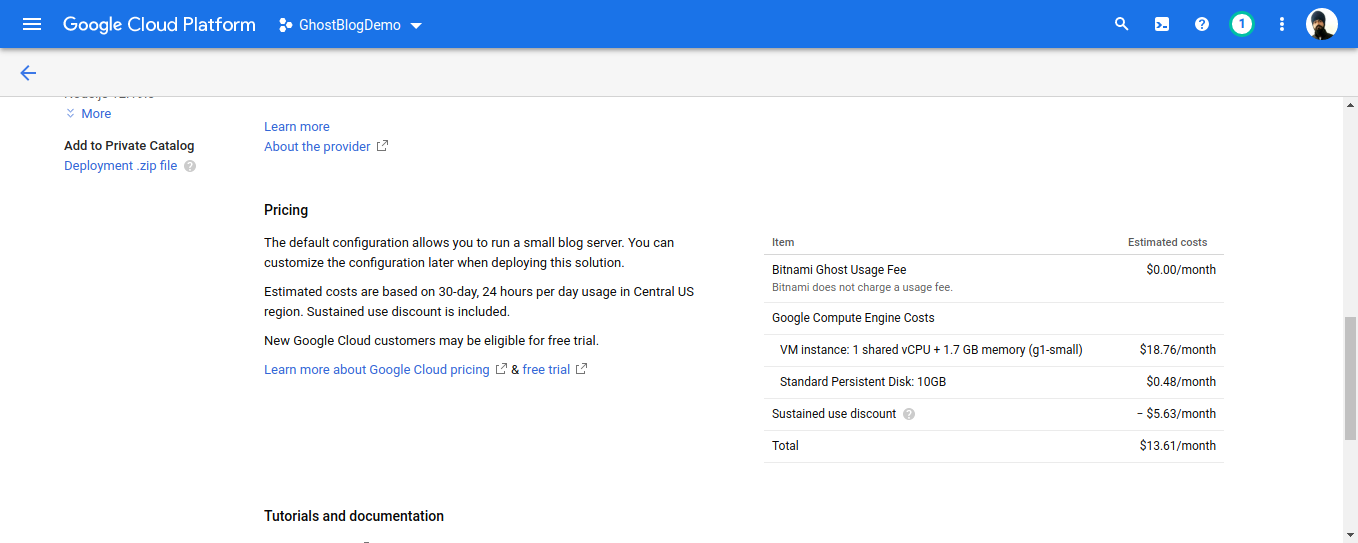 Google Cloud Platform
GhostBlogDemo
1
More
Add to Private Catalog
Deployment .zip file
Learn more
About the provider
Pricing
The default configuration allows you to run a small blog server. You can
customize the configuration later when deploying this solution.
Estimated costs are based on 30-day, 24 hours per day usage in Central US
region. Sustained use discount is included.
New Google Cloud customers may be eligible for free trial.
Learn more about Google Cloud pricing & free trial
Item Estimated costs
Bitnami Ghost Usage Fee $0.00/month
Bitnami does not charge a usage fee.
Google Compute Engine Costs
VM instance: 1 shared vCPU + 1.7 GB memory (g1-small) $18.76/month
Standard Persistent Disk: 10GB $0.48/month
Sustained use discount − $5.63/month
Total $13.61/month
Tutorials and documentation